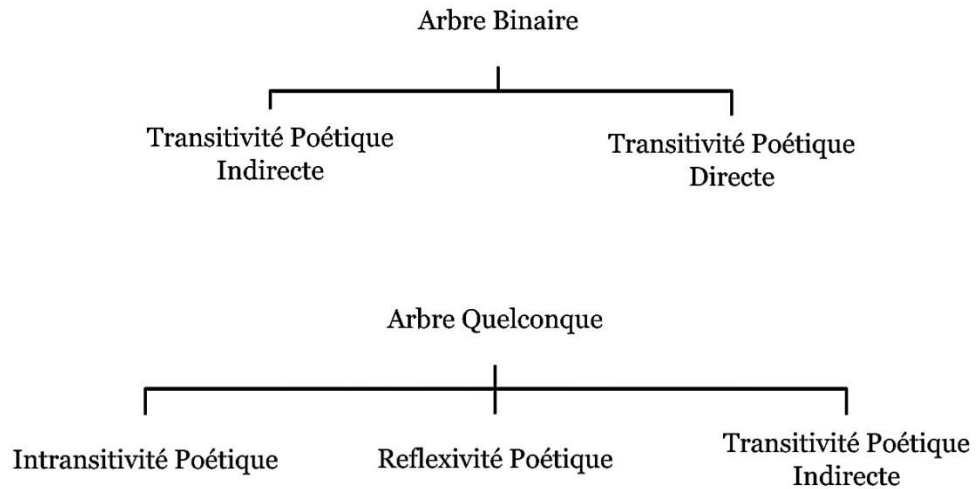 Arbre Binaire
Transitivité Poétique
Indirecte
Transitivité Poétique
Directe
Arbre Quelconque
Intransitivité Poétique
Reflexivité Poétique
Transitivité Poétique
Indirecte